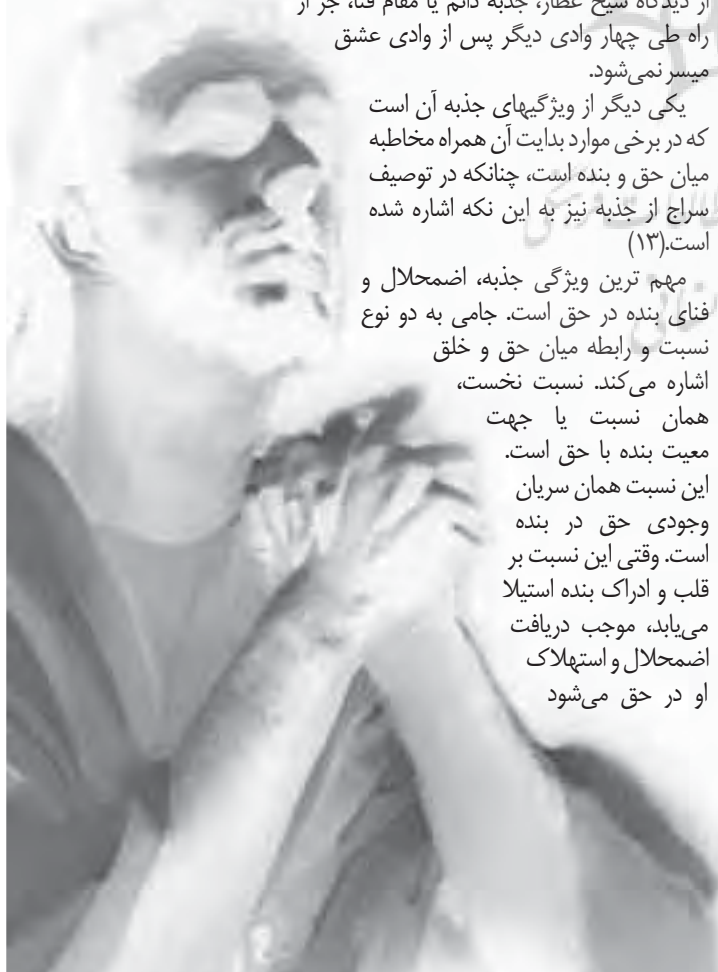 از دیدگاه شیخ عطار، جذبه دائم یا مقام فنا، جز از
راه طی چهار وادی دیگر پس از وادی عشق
میسر نمی‌شود.
یکی دیگر از ویژگیهای جذبه آن است
که در برخی موارد بدایت آن همراه مخاطبه
میان حق و بنده است، چنانکه در توصیف
سراج از جذبه نیز به این نکه اشاره شده
است.(۱۳)
مهم ترین ویژگی جذبه، اضمحلال و
فنای بنده در حق است. جامی به دو نوع
نسبت و رابطه میان حق و خلق
اشاره می‌کند. نسبت نخست،
همان نسبت یا جهت
معیت بنده با حق است.
این نسبت همان سریان
وجودی حق در بنده
است. وقتی این نسبت بر
قلب و ادراک بنده استیلا
می‌یابد، موجب دریافت
اضمحلال و استهلاک
او در حق می‌شود